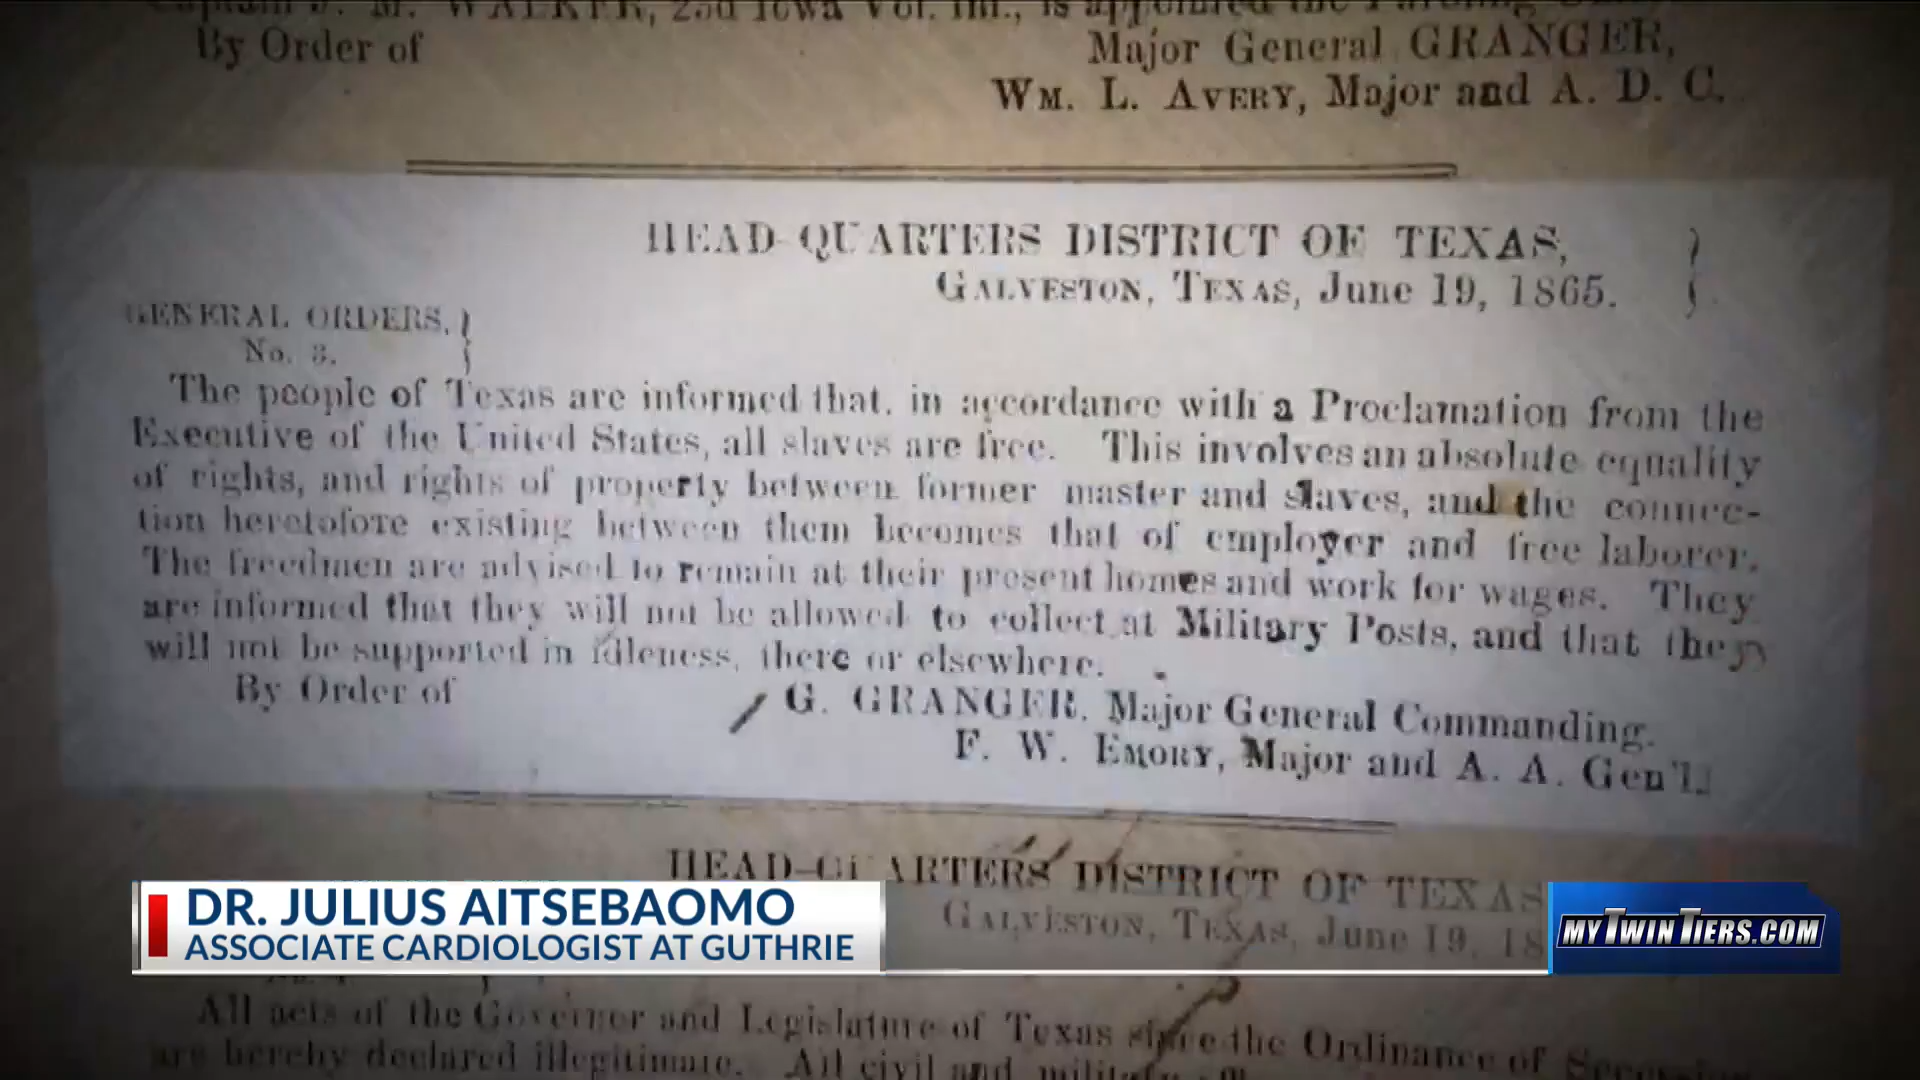 By Order of
Major General GRANGER,
WM. L. AVERY, Major and A. D. C.
HEAD-QUARTERS DISTRICT OF TEXAS,
GALVESTON, TEXAS, June 19, 1865.
GENERAL ORDERS,
No. 3.
The people of Texas are informed that, in accordance with a Proclamation from the
Executive of the United States, all slaves are free. This involves an absolute equality
of rights, and rights of property between former master and slaves, and the connec-
tion heretofore existing between them becomes that of employer and free laborer.
The freedmen are advised to remain at their present homes and work for wages. They
are informed that they will not be allowed to collect at Military Posts, and that they
will not be supported in idleness, there or elsewhere.
By Order of
G. GRANGER, Major General Commanding.
F. W. EMORY, Major and A. A. Gen'l.
HEAD-QUARTERS DISTRICT OF TEXAS
GALVESTON, TEXAS, June 19, 18
DR. JULIUS AITSEBAOMO
ASSOCIATE CARDIOLOGIST AT GUTHRIE
MYTWINTIERS.COM
All acts of the Governor and Legislature of Texas since the Ordinance of
are hereby declared illegitimate. All civil and